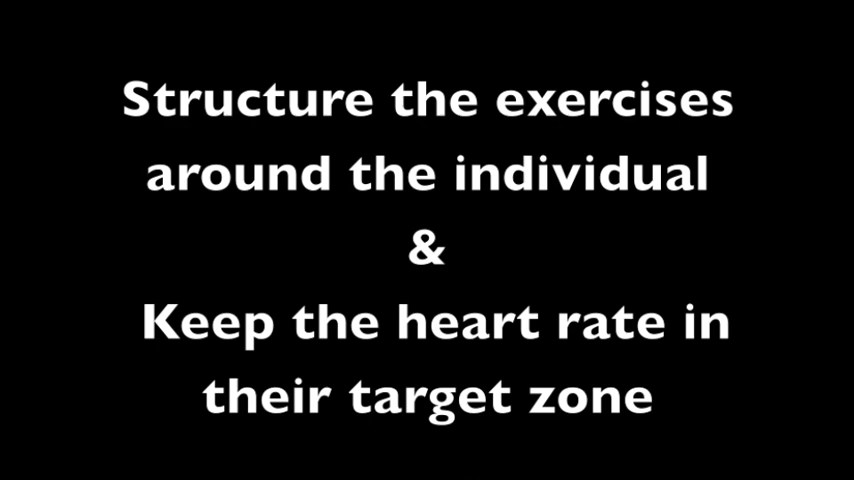 Structure the exercises
around the individual
&
Keep the heart rate in
their target zone